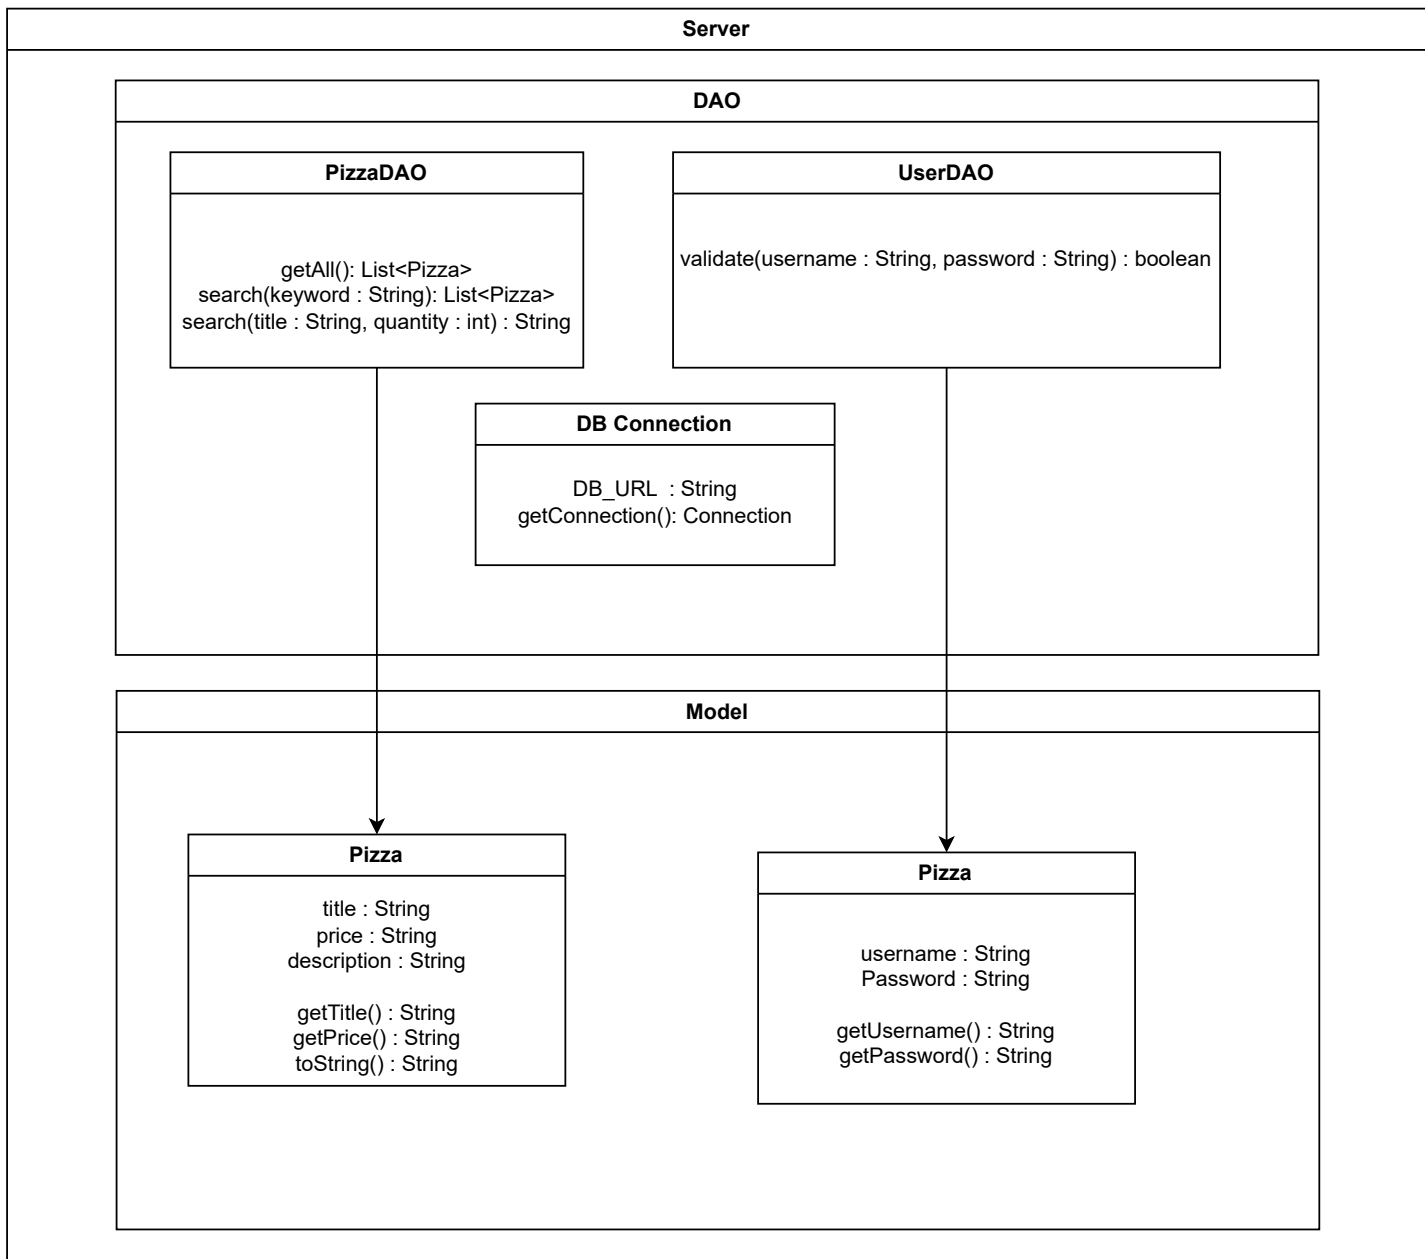 Server
DAO
PizzaDAO
getAll(): List<Pizza>
search(keyword : String): List<Pizza>
search(title : String, quantity : int) : String
UserDAO
validate(username : String, password : String) : boolean
DB Connection
DB_URL  : String
getConnection(): Connection
Model
Pizza
title : String
price : String
description : String
getTitle() : String
getPrice() : String
toString() : String
Pizza
username : String
Password : String
getUsername() : String
getPassword() : String